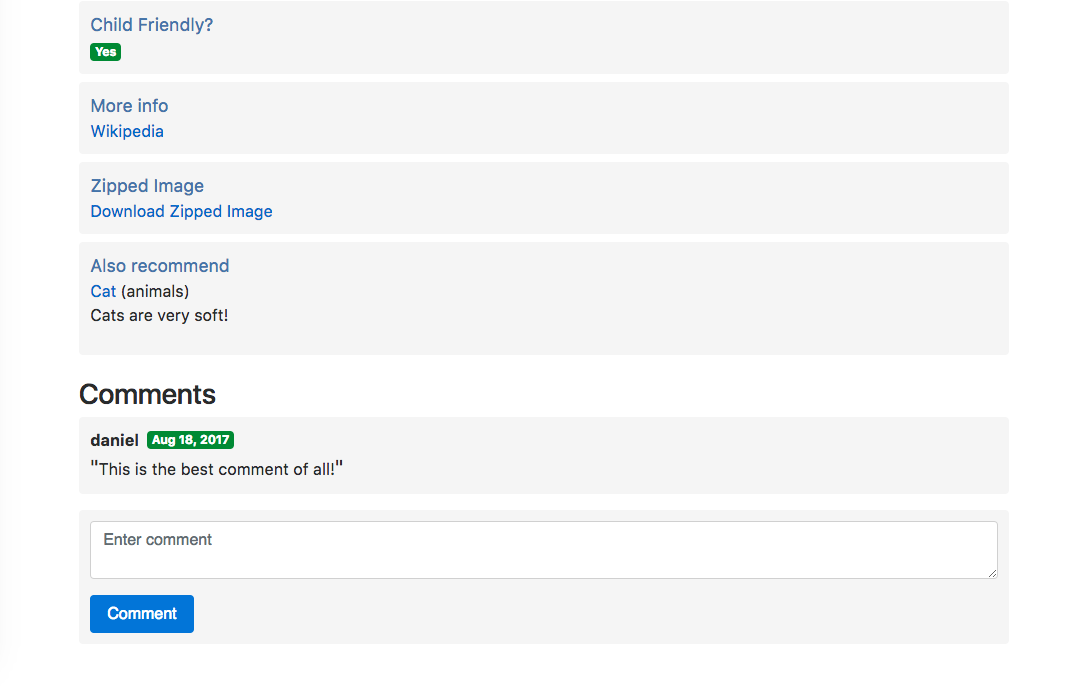 Child Friendly?
Yes
More info
Wikipedia
Zipped Image
Download Zipped Image
Also recommend
Cat (animals)
Cats are very soft!
Comments
daniel Aug 18, 2017
"This is the best comment of all!"
Enter comment
Comment